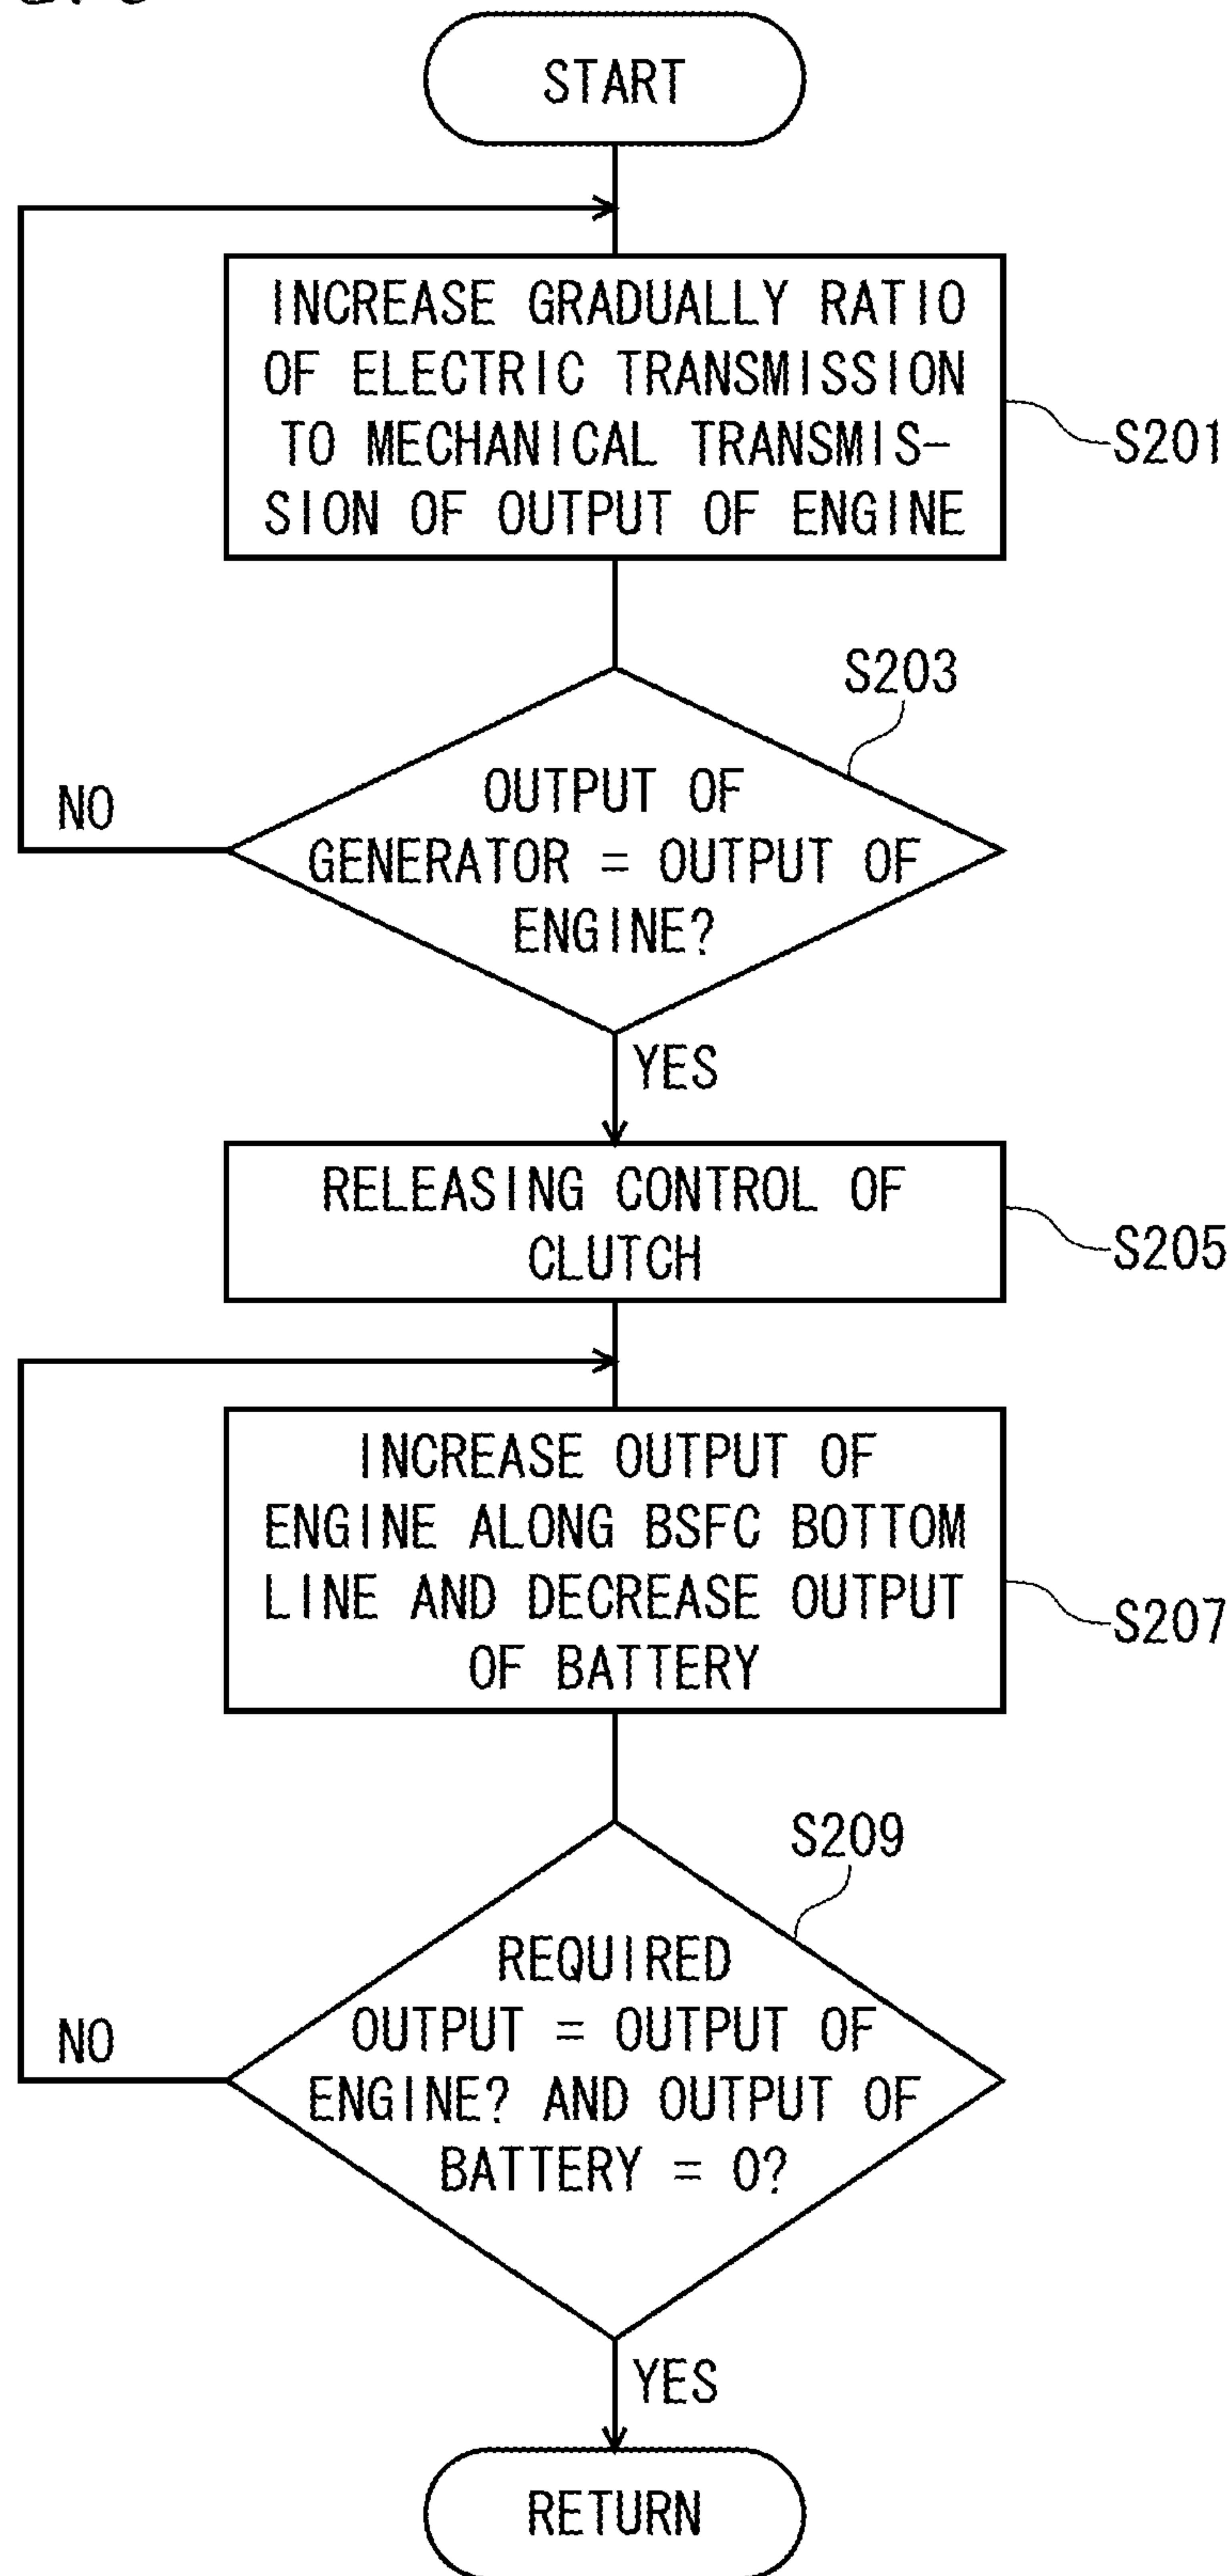 START
INCREASE GRADUALLY RATIO
OF ELECTRIC TRANSMISSION
TO MECHANICAL TRANSMIS-
SION OF OUTPUT OF ENGINE
S201
S203
OUTPUT OF
GENERATOR = OUTPUT OF
ENGINE?
NO
YES
RELEASING CONTROL OF
CLUTCH
S205
INCREASE OUTPUT OF
ENGINE ALONG BSFC BOTTOM
LINE AND DECREASE OUTPUT
OF BATTERY
S207
S209
REQUIRED
OUTPUT = OUTPUT OF
ENGINE? AND OUTPUT OF
BATTERY = 0?
NO
YES
RETURN